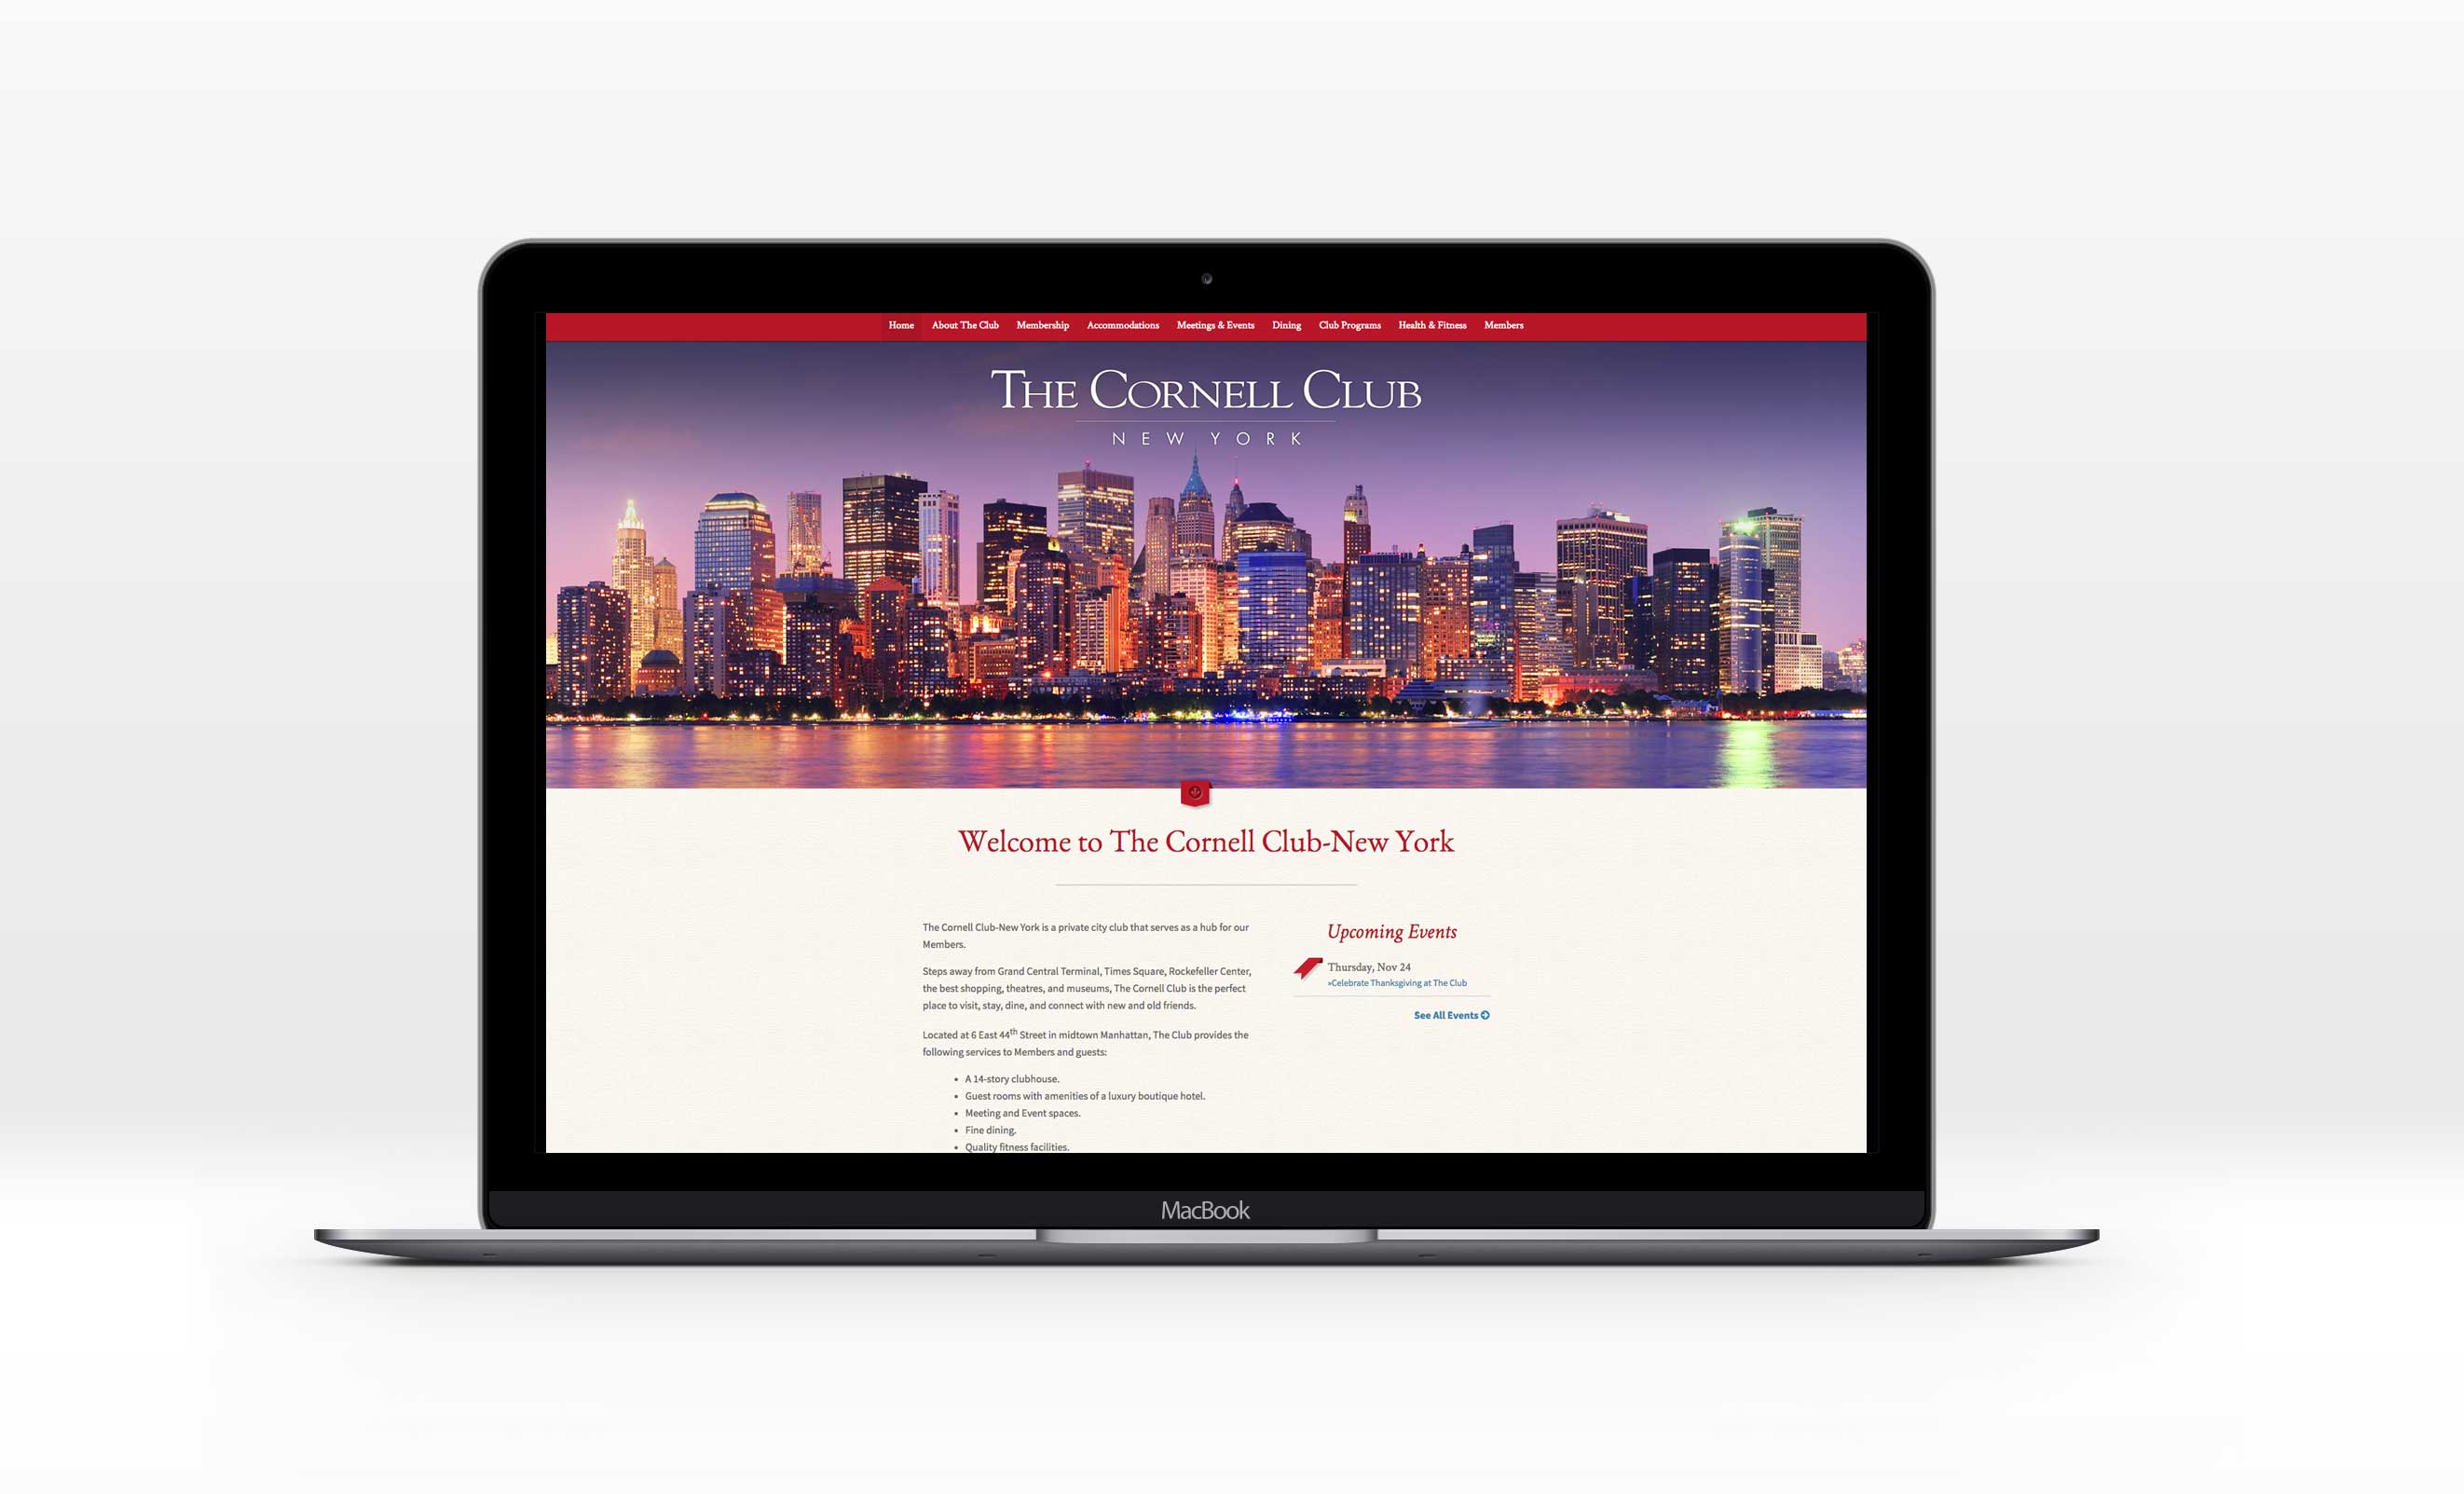 Home About The Club Membership Accommodations Meetings & Events Dining Club Programs Health & Fitness Members
THE CORNELL CLUB
NEW YORK
Welcome to The Cornell Club-New York
The Cornell Club-New York is a private city club that serves as a hub for our
Members.
Steps away from Grand Central Terminal, Times Square, Rockefeller Center,
the best shopping, theatres, and museums, The Cornell Club is the perfect
place to visit, stay, dine, and connect with new and old friends.
Located at 6 East 44th Street in midtown Manhattan, The Club provides the
following services to Members and guests:
• A 14-story clubhouse.
• Guest rooms with amenities of a luxury boutique hotel.
• Meeting and Event spaces.
• Fine dining.
• Quality fitness facilities.
Upcoming Events
Thursday, Nov 24
»Celebrate Thanksgiving at The Club
See All Events
MacBook